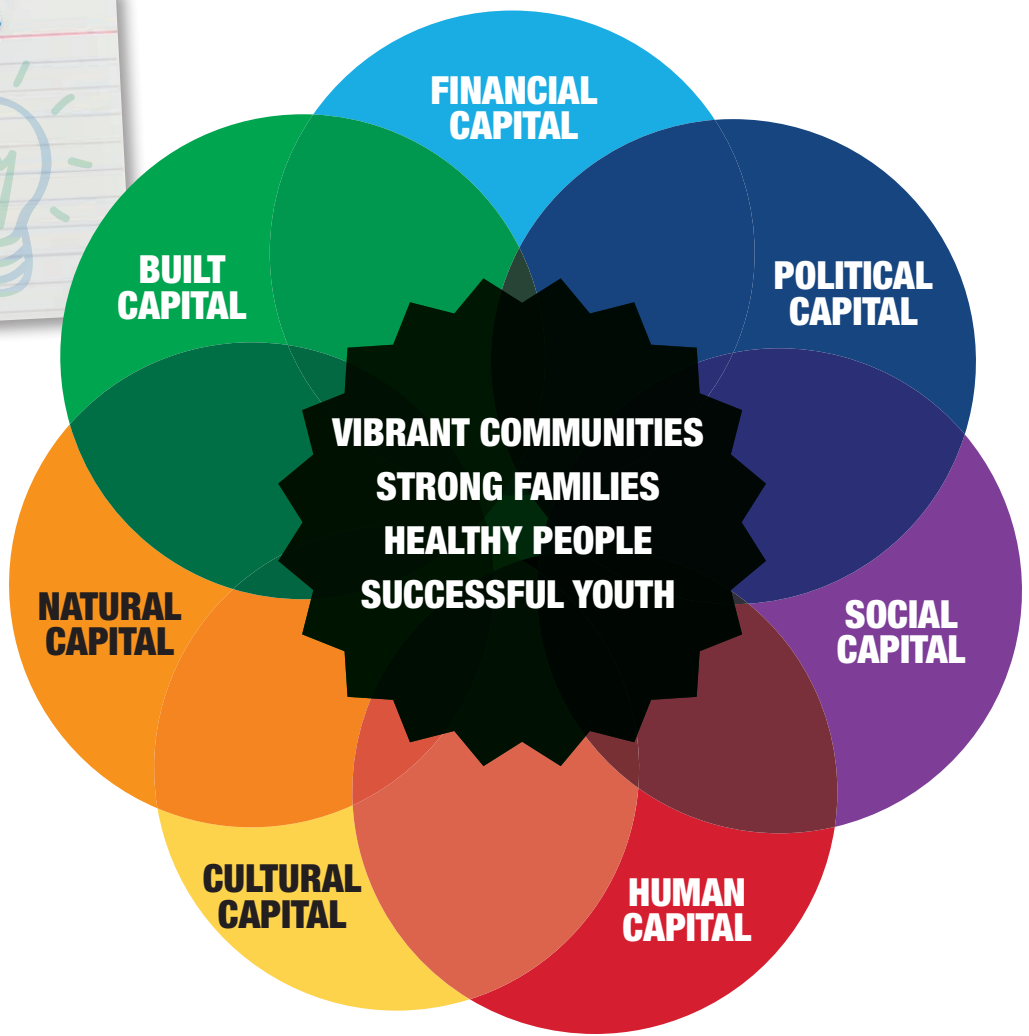 FINANCIAL
CAPITAL
BUILT
CAPITAL
POLITICAL
CAPITAL
VIBRANT COMMUNITIES
STRONG FAMILIES
HEALTHY PEOPLE
SUCCESSFUL YOUTH
NATURAL
CAPITAL
SOCIAL
CAPITAL
CULTURAL
CAPITAL
HUMAN
CAPITAL